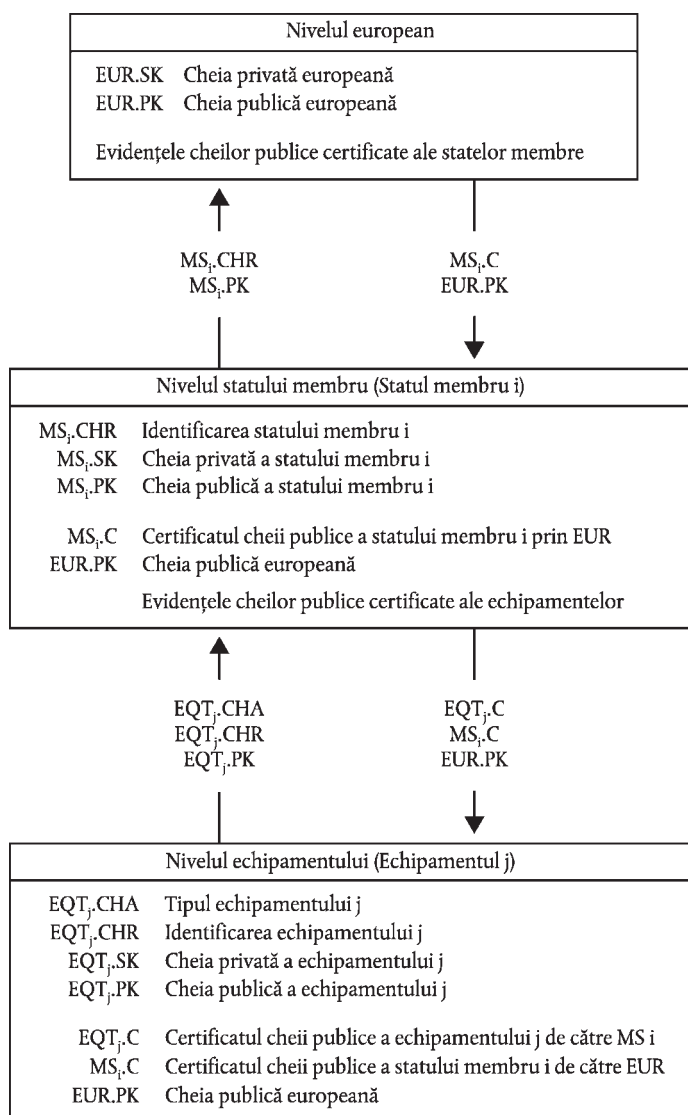 Nivelul european
EUR.SK Cheia privată europeană
EUR.PK Cheia publică europeană
Evidențele cheilor publice certificate ale statelor membre
MSi.CHR
MSi.PK
MSi.C
EUR.PK
Nivelul statului membru (Statul membru i)
MSi.CHR Identificarea statului membru i
MSi.SK Cheia privată a statului membru i
MSi.PK Cheia publică a statului membru i
MSi.C Certificatul cheii publice a statului membru i prin EUR
EUR.PK Cheia publică europeană
Evidențele cheilor publice certificate ale echipamentelor
EQTj.CHA
EQTj.CHR
EQTj.PK
EQTj.C
MSi.C
EUR.PK
Nivelul echipamentului (Echipamentul j)
EQTj.CHA Tipul echipamentului j
EQTj.CHR Identificarea echipamentului j
EQTj.SK Cheia privată a echipamentului j
EQTj.PK Cheia publică a echipamentului j
EQTj.C Certificatul cheii publice a echipamentului j de către MS i
MSi.C Certificatul cheii publice a statului membru i de către EUR
EUR.PK Cheia publică europeană